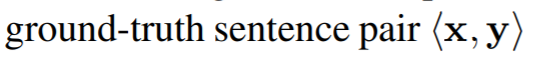 ground-truth sentence pair ⟨x, y⟩